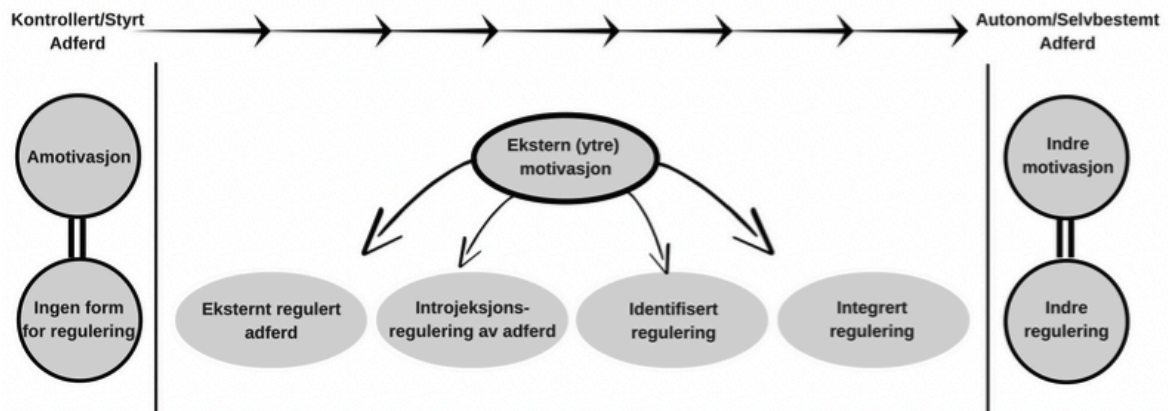 Kontrollert/Styrt
Adferd
Autonom/Selvbestemt
Adferd
Amotivasjon
Ekstern (ytre)
motivasjon
Indre
motivasjon
Ingen form
for regulering
Eksternt regulert
adferd
Introjeksjons-
regulering av adferd
Identifisert
regulering
Integrert
regulering
Indre
regulering